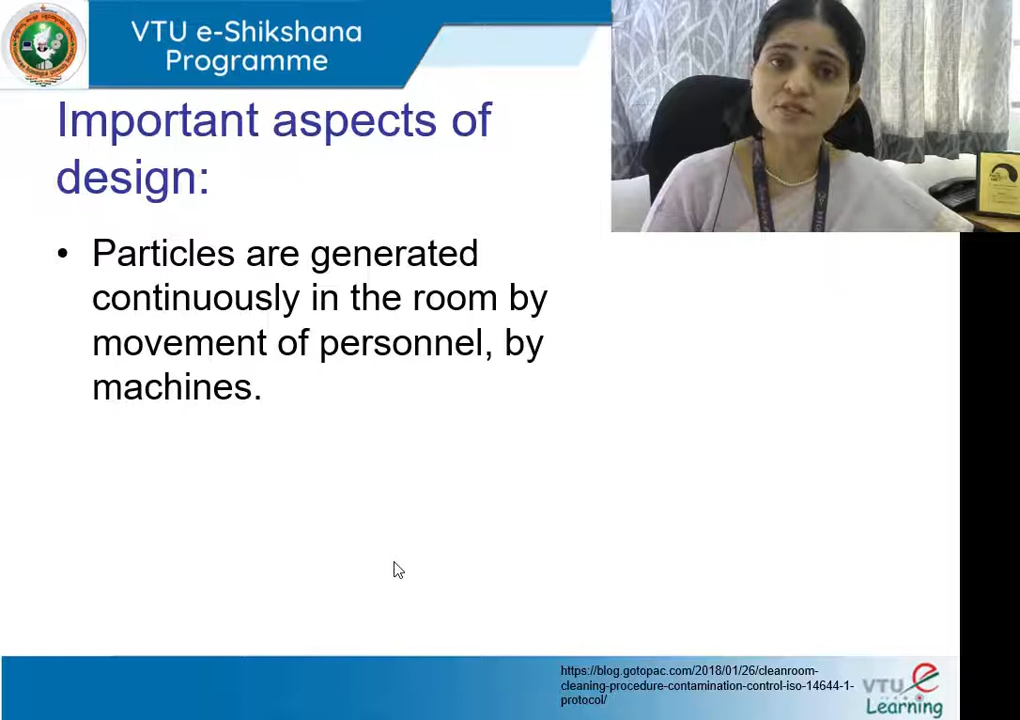 VTU e-Shikshana
Programme
Important aspects of
design:
• Particles are generated
continuously in the room by
movement of personnel, by
machines.
https://blog.gotopac.com/2018/01/26/cleanroom-
cleaning-procedure-contamination-control-iso-14644-1-
protocol/
VTU e
Learning